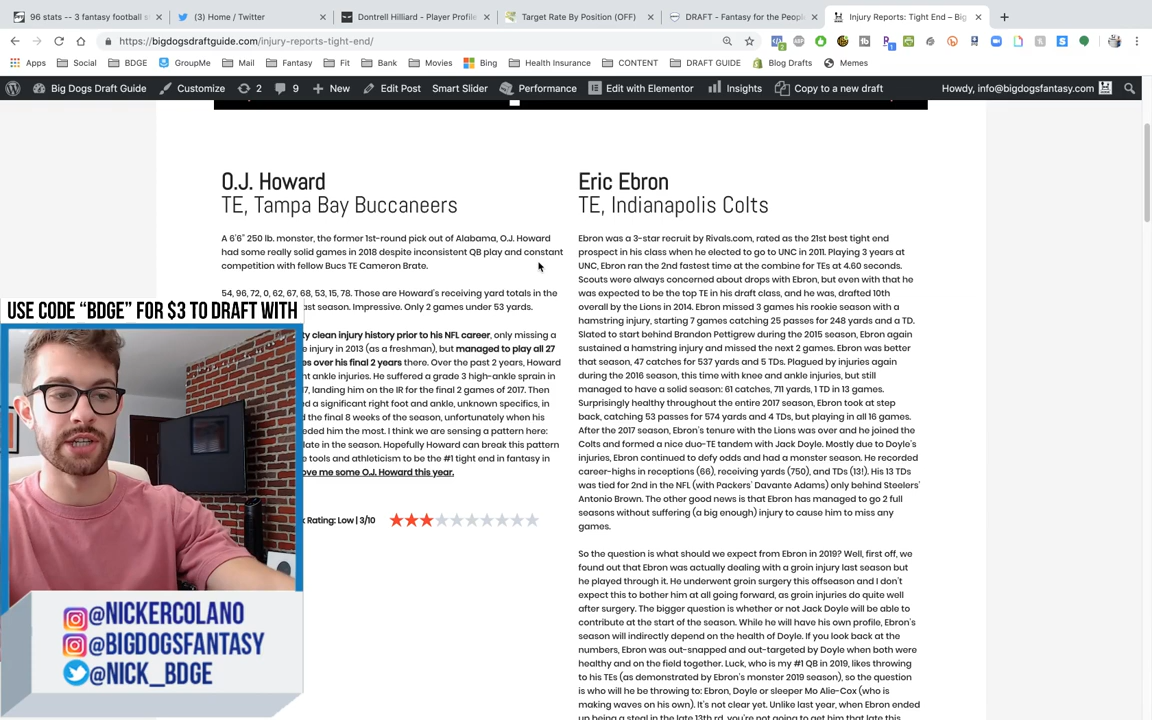 96 stats -- 3 fantasy football s
(3) Home / Twitter
Dontrell Hilliard - Player Profile
Target Rate By Position (OFF)
DRAFT - Fantasy for the Peopl
Injury Reports: Tight End – Big
https://bigdogsdraftguide.com/injury-reports-tight-end/
Apps
Social
BDGE
GroupMe
Mail
Fantasy
Fit
Bank
Movies
Bing
Health Insurance
CONTENT
DRAFT GUIDE
Blog Drafts
Memes
Big Dogs Draft Guide
Customize
2
9
New
Edit Post
Smart Slider
Performance
Edit with Elementor
Insights
Copy to a new draft
Howdy, info@bigdogsfantasy.com
O.J. Howard
TE, Tampa Bay Buccaneers
A 6'6" 250 lb. monster, the former 1st-round pick out of Alabama, O.J. Howard
had some really solid games in 2018 despite inconsistent QB play and constant
competition with fellow Bucs TE Cameron Brate.
54, 96, 72, 0, 62, 67, 68, 53, 15, 78. Those are Howard's receiving yard totals in the
ast season. Impressive. Only 2 games under 53 yards.
ty clean injury history prior to his NFL career, only missing a
e injury in 2013 (as a freshman), but managed to play all 27
es over his final 2 years there. Over the past 2 years, Howard
nt ankle injuries. He suffered a grade 3 high-ankle sprain in
7, landing him on the IR for the final 2 games of 2017. Then
d a significant right foot and ankle, unknown specifics, in
d the final 8 weeks of the season, unfortunately when his
eded him the most. I think we are sensing a pattern here:
late in the season. Hopefully Howard can break this pattern
e tools and athleticism to be the #1 tight end in fantasy in
ove me some O.J. Howard this year.
k Rating: Low | 3/10
Eric Ebron
TE, Indianapolis Colts
Ebron was a 3-star recruit by Rivals.com, rated as the 21st best tight end
prospect in his class when he elected to go to UNC in 2011. Playing 3 years at
UNC, Ebron ran the 2nd fastest time at the combine for TEs at 4.60 seconds.
Scouts were always concerned about drops with Ebron, but even with that he
was expected to be the top TE in his draft class, and he was, drafted 10th
overall by the Lions in 2014. Ebron missed 3 games his rookie season with a
hamstring injury, starting 7 games catching 25 passes for 248 yards and a TD.
Slated to start behind Brandon Pettigrew during the 2015 season, Ebron again
sustained a hamstring injury and missed the next 2 games. Ebron was better
that season, 47 catches for 537 yards and 5 TDs. Plagued by injuries again
during the 2016 season, this time with knee and ankle injuries, but still
managed to have a solid season: 61 catches, 711 yards, 1 TD in 13 games.
Surprisingly healthy throughout the entire 2017 season, Ebron took at step
back, catching 53 passes for 574 yards and 4 TDs, but playing in all 16 games.
After the 2017 season, Ebron's tenure with the Lions was over and he joined the
Colts and formed a nice duo-TE tandem with Jack Doyle. Mostly due to Doyle's
injuries, Ebron continued to defy odds and had a monster season. He recorded
career-highs in receptions (66), receiving yards (750), and TDs (13!). His 13 TDs
was tied for 2nd in the NFL (with Packers' Davante Adams) only behind Steelers'
Antonio Brown. The other good news is that Ebron has managed to go 2 full
seasons without suffering (a big enough) injury to cause him to miss any
games.
So the question is what should we expect from Ebron in 2019? Well, first off, we
found out that Ebron was actually dealing with a groin injury last season but
he played through it. He underwent groin surgery this offseason and I don't
expect this to bother him at all going forward, as groin injuries do quite well
after surgery. The bigger question is whether or not Jack Doyle will be able to
contribute at the start of the season. While he will have his own profile, Ebron's
season will indirectly depend on the health of Doyle. If you look back at the
numbers, Ebron was out-snapped and out-targeted by Doyle when both were
healthy and on the field together. Luck, who is my #1 QB in 2019, likes throwing
to his TEs (as demonstrated by Ebron's monster 2019 season), so the question
is who will he be throwing to: Ebron, Doyle or sleeper Mo Alie-Cox (who is
making waves on his own). It's not clear yet. Unlike last year, when Ebron ended
up being a steal in the late 13th rd, you're not going to get him that late this
USE CODE "BDGE" FOR $3 TO DRAFT WITH
@NICKERCOLANO
@BIGDOGSFANTASY
@NICK_BDGE